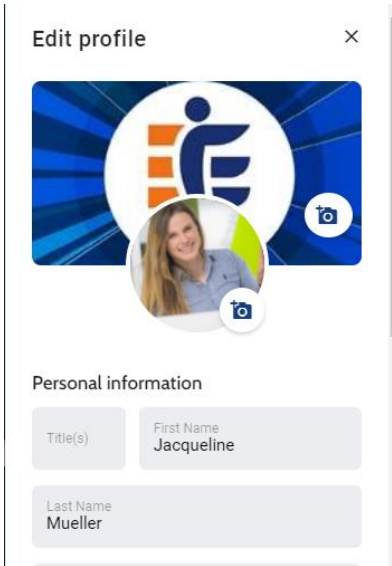 Edit profile
Personal information
Title(s)
First Name
Jacqueline
Last Name
Mueller